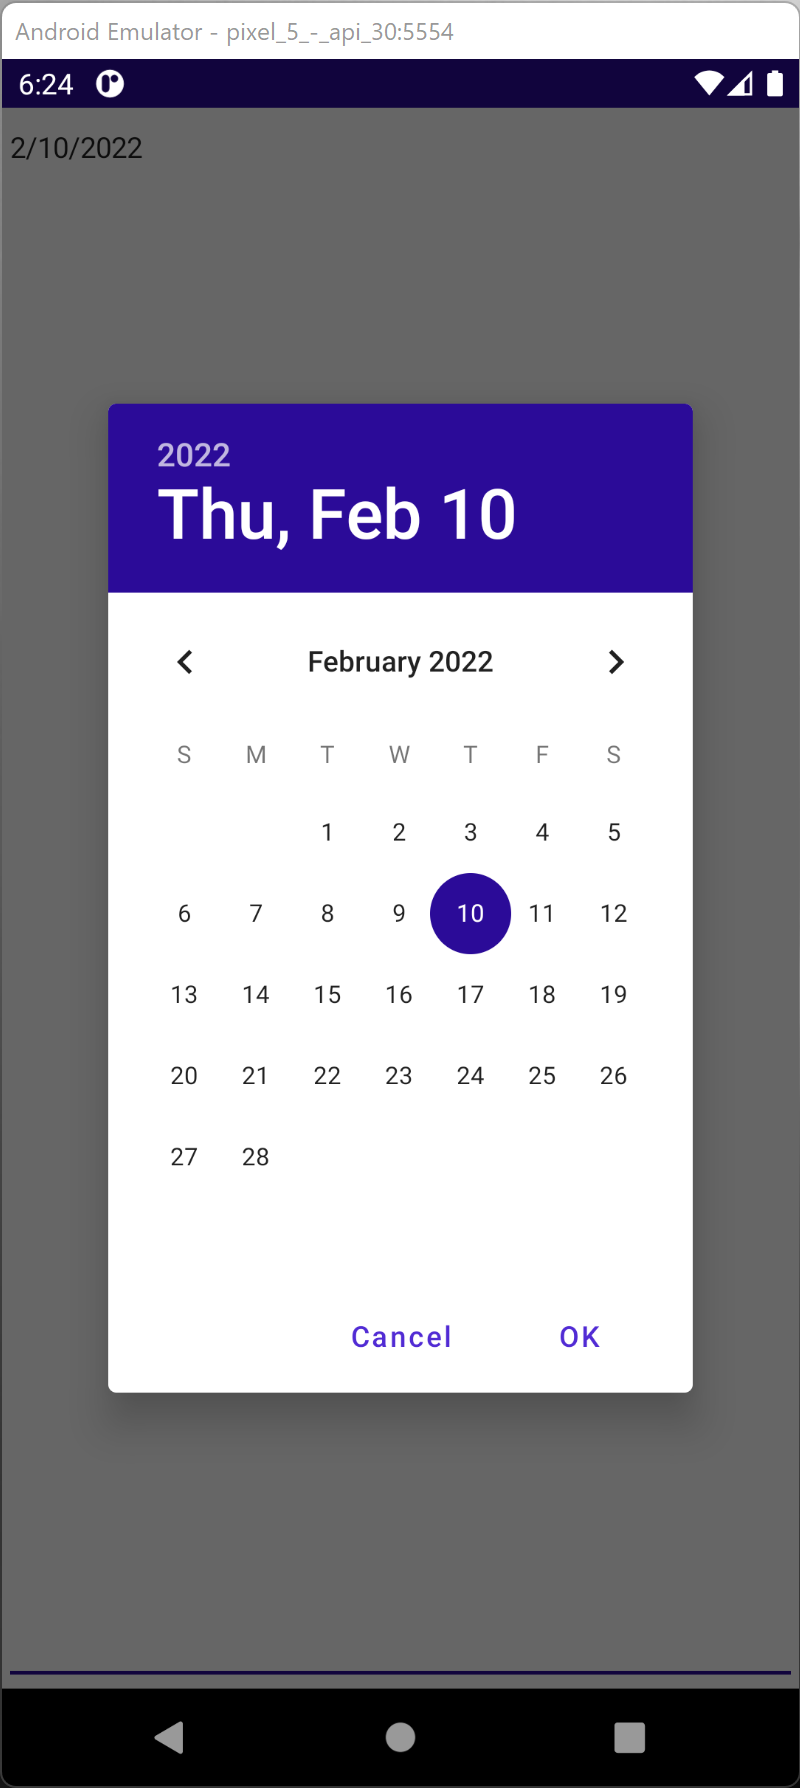 Android Emulator - pixel_5_-_api_30:5554
6:24
2/10/2022
2022
Thu, Feb 10
February 2022
S M T W T F S
1 2 3 4 5
6 7 8 9 10 11 12
13 14 15 16 17 18 19
20 21 22 23 24 25 26
27 28
Cancel OK